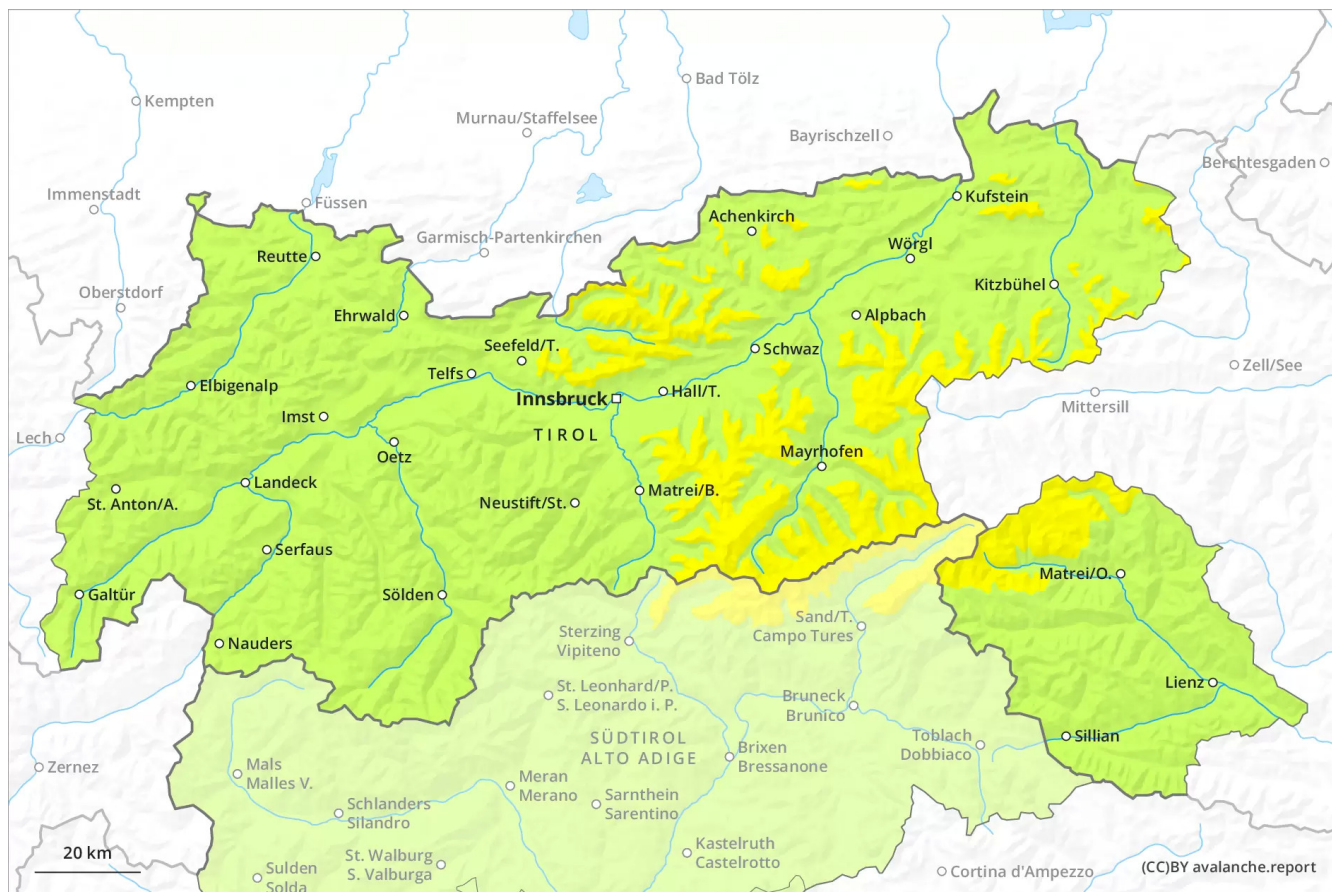 Bad Tölz
Kempten
Murnau/Staffelsee
Bayrischzell
Berchtesgaden
Immenstadt
Füssen
Kufstein
Achenkirch
Garmisch-Partenkirchen
Wörgl
Reutte
Oberstdorf
Kitzbühel
Ehrwald
Alpbach
Seefeld/T.
Schwaz
Zell/See
Telfs
Elbigenalp
Hall/T.
Innsbruck
Mittersill
Imst
TIROL
Lech
Oetz
Mayrhofen
Landeck
St. Anton/A.
Neustift/St.
Matrei/B.
Serfaus
Matrei/O.
Galtür
Sölden
Sand/T.
Campo Tures
Sterzing
Vipiteno
Nauders
Lienz
St. Leonhard/P.
S. Leonardo i. P.
Bruneck
Brunico
SÜDTIROL
ALTO ADIGE
Toblach
Dobbiaco
Sillian
Brixen
Bressanone
Zernez
Mals
Malles V.
Meran
Merano
Sarnthein
Sarentino
Schlanders
Silandro
Kastelruth
Castelrotto
20 km
St. Walburg
S. Valburga
Sulden
Solda
Cortina d'Ampezzo
(CC)BY avalanche.report